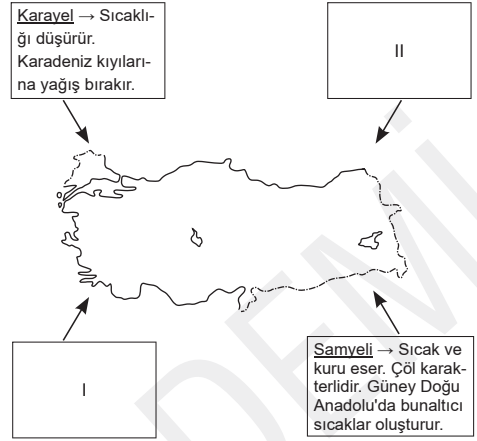 Karayel → Sıcaklı-
ğı düşürür.
Karadeniz kıyıları-
na yağış bırakır.
II
I
Samyeli → Sıcak ve
kuru eser. Çöl karak-
terlidir. Güney Doğu
Anadolu'da bunaltıcı
sıcaklar oluşturur.
DEMİ